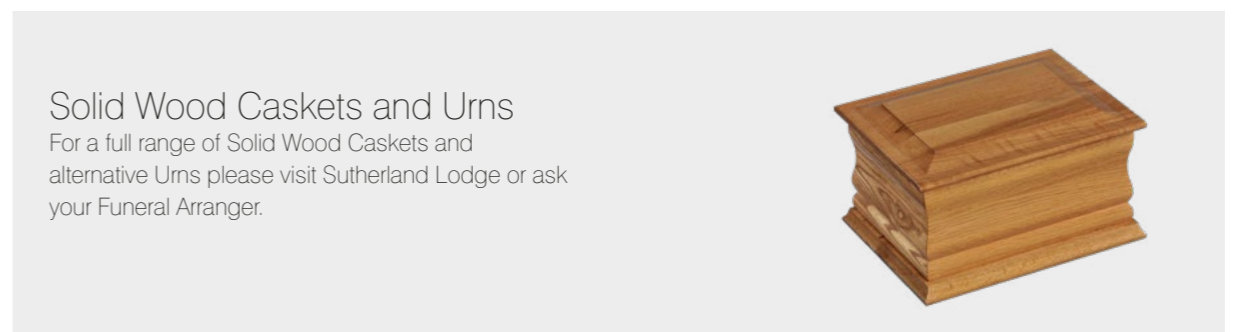 Solid Wood Caskets and Urns
For a full range of Solid Wood Caskets and
alternative Urns please visit Sutherland Lodge or ask
your Funeral Arranger.